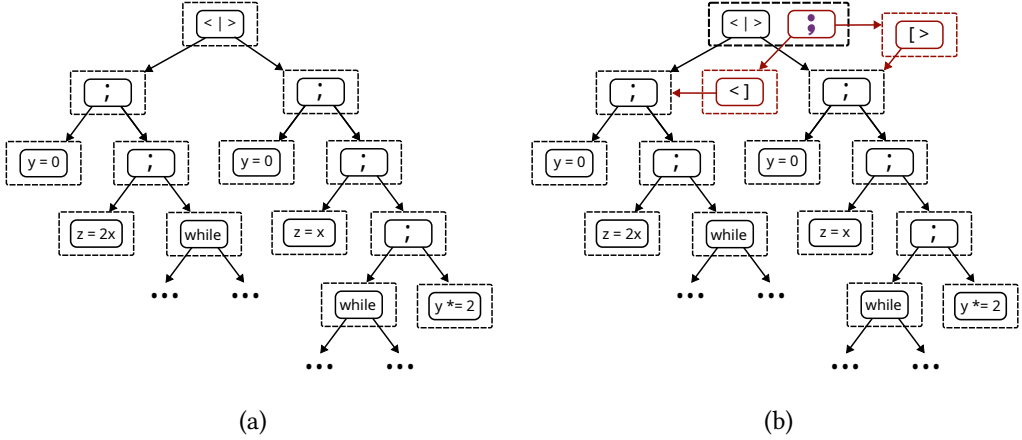 < | >
< | >
;
[ >
;
;
;
< ]
;
y = 0
;
y = 0
;
y = 0
;
y = 0
;
z = 2x
while
z = x
;
z = 2x
while
z = x
;
...
...
while
y *= 2
...
...
while
y *= 2
...
...
...
...
(a)
(b)